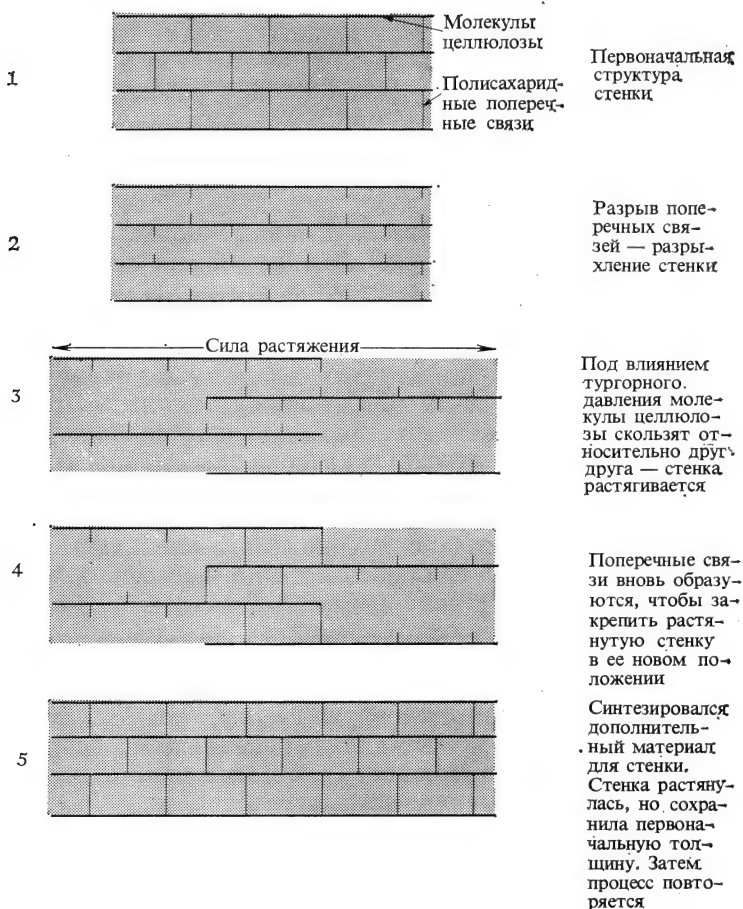 Молекулы
целлюлозы
1
Первоначальная
структура
стенки
Полисахарид-
ные попереч-
ные связи
2
Разрыв попе-
речных свя-
зей — разры-
хление стенки
Сила растяжения
3
Под влиянием
тургорного.
давления моле-
кулы целлюло-
зы скользят от-
носительно друг
друга — стенка
растягивается
4
Поперечные свя-
зи вновь образу-
ются, чтобы за-
крепить растя-
нутую стенку
в ее новом по-
ложении
5
Синтезировался
дополнитель-
ный материал
для стенки.
Стенка растяну-
лась, но сохра-
нила первона-
чальную тол-
щину. Затем
процесс повто-
ряется